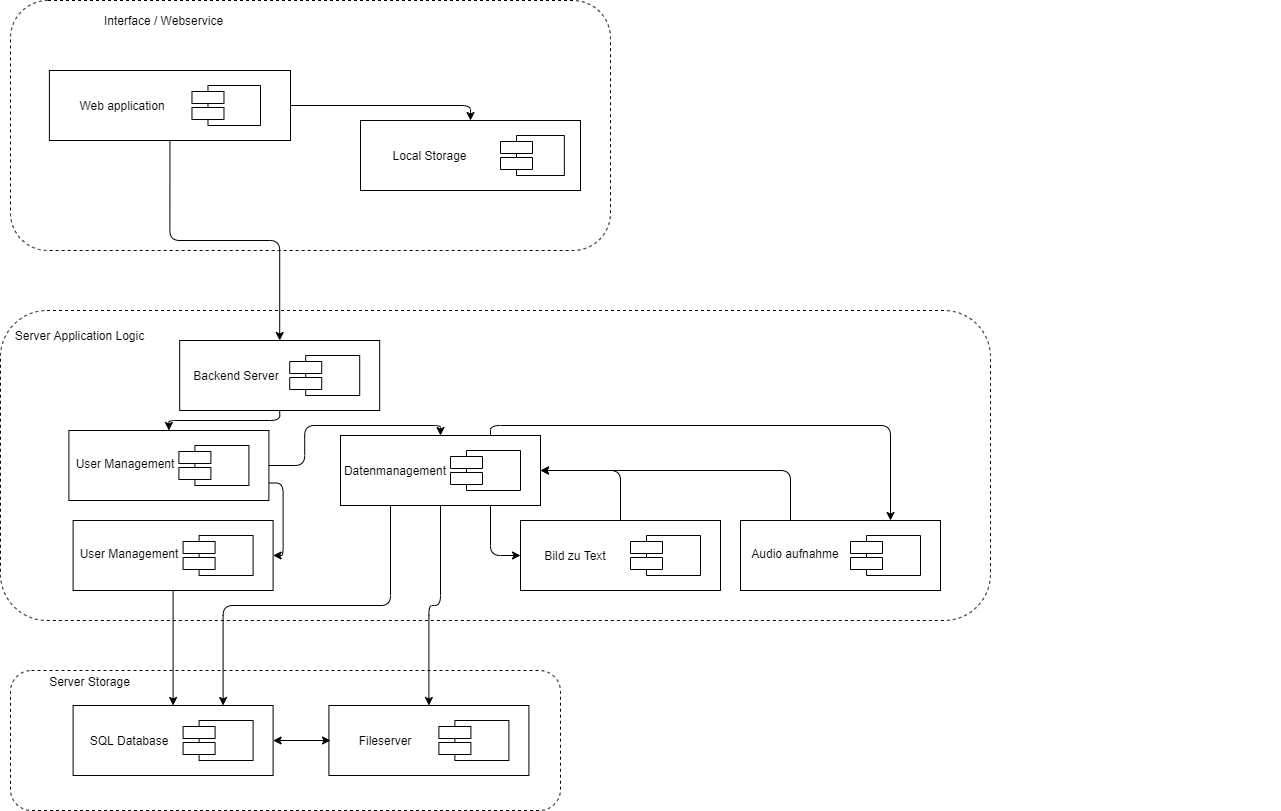 Interface / Webservice
Web application
Local Storage
Server Application Logic
Backend Server
User Management
Datenmanagement
User Management
Bild zu Text
Audio aufnahme
Server Storage
SQL Database
Fileserver